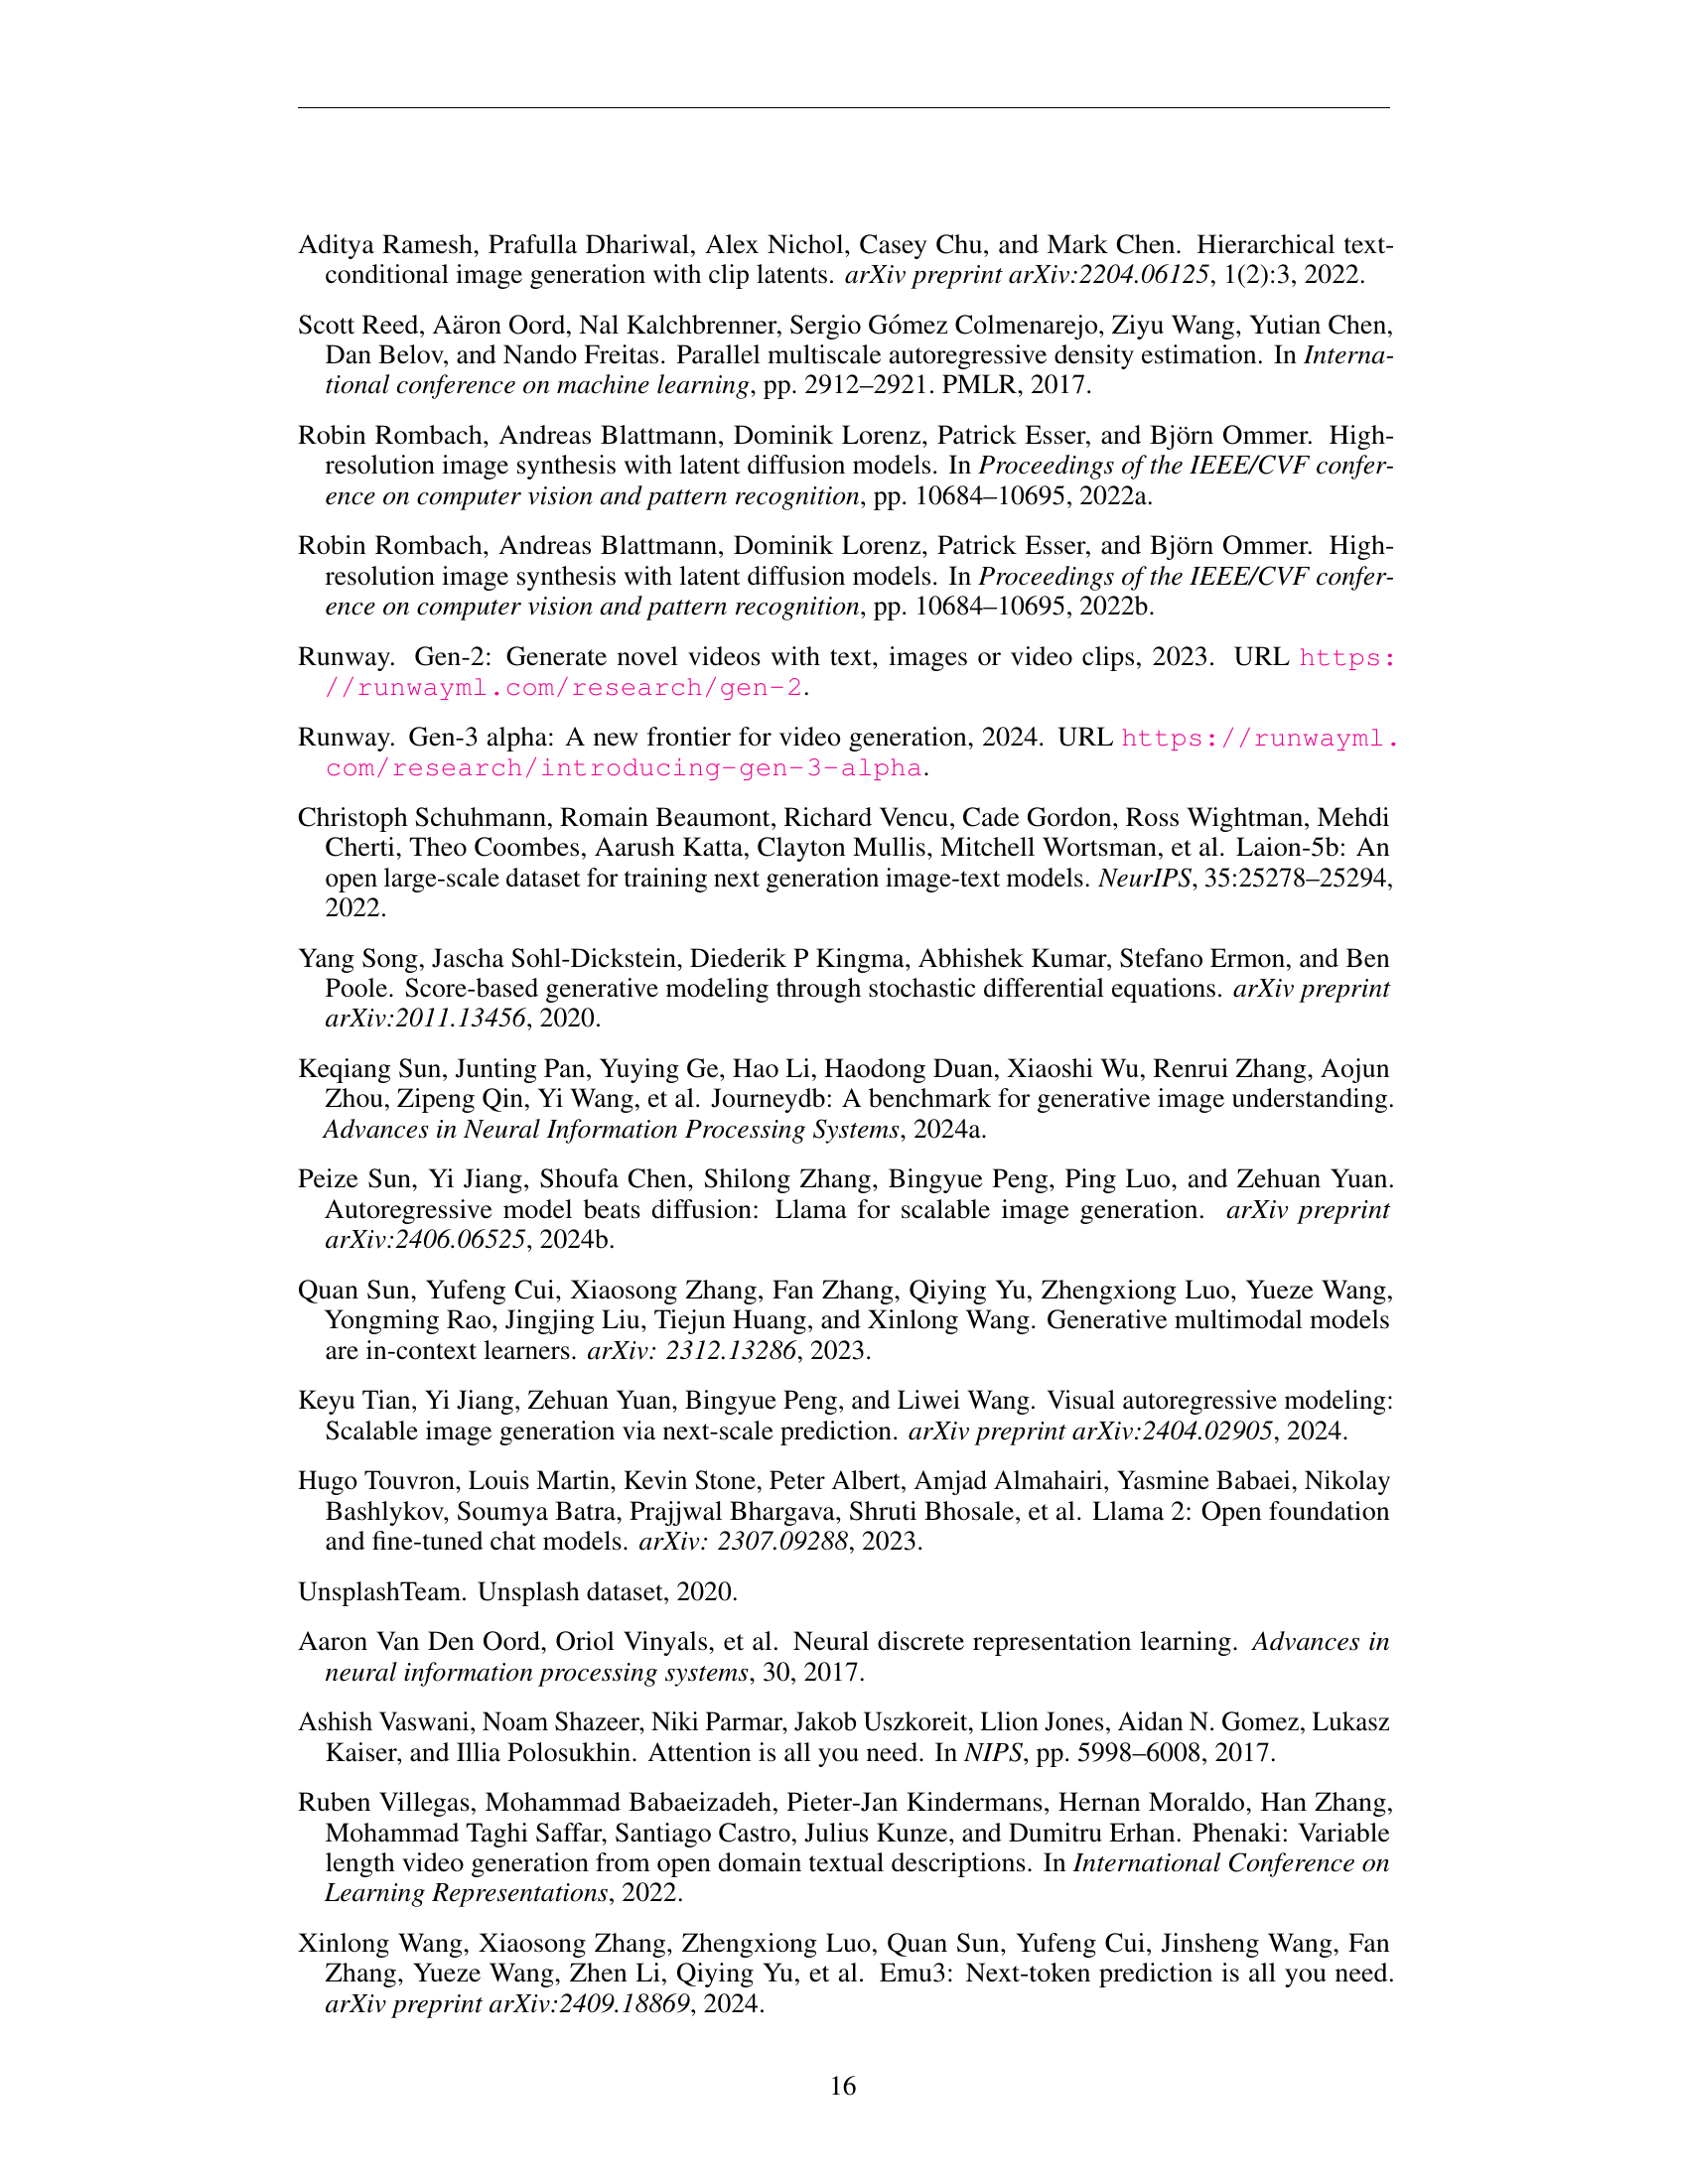 Aditya Ramesh, Prafulla Dhariwal, Alex Nichol, Casey Chu, and Mark Chen. Hierarchical text-
conditional image generation with clip latents. arXiv preprint arXiv:2204.06125, 1(2):3, 2022.
Scott Reed, Aäron Oord, Nal Kalchbrenner, Sergio Gómez Colmenarejo, Ziyu Wang, Yutian Chen,
Dan Belov, and Nando Freitas. Parallel multiscale autoregressive density estimation. In Interna-
tional conference on machine learning, pp. 2912–2921. PMLR, 2017.
Robin Rombach, Andreas Blattmann, Dominik Lorenz, Patrick Esser, and Björn Ommer. High-
resolution image synthesis with latent diffusion models. In Proceedings of the IEEE/CVF confer-
ence on computer vision and pattern recognition, pp. 10684–10695, 2022a.
Robin Rombach, Andreas Blattmann, Dominik Lorenz, Patrick Esser, and Björn Ommer. High-
resolution image synthesis with latent diffusion models. In Proceedings of the IEEE/CVF confer-
ence on computer vision and pattern recognition, pp. 10684–10695, 2022b.
Runway. Gen-2: Generate novel videos with text, images or video clips, 2023. URL https:
//runwayml.com/research/gen-2.
Runway. Gen-3 alpha: A new frontier for video generation, 2024. URL https://runwayml.
com/research/introducing-gen-3-alpha.
Christoph Schuhmann, Romain Beaumont, Richard Vencu, Cade Gordon, Ross Wightman, Mehdi
Cherti, Theo Coombes, Aarush Katta, Clayton Mullis, Mitchell Wortsman, et al. Laion-5b: An
open large-scale dataset for training next generation image-text models. NeurIPS, 35:25278–25294,
2022.
Yang Song, Jascha Sohl-Dickstein, Diederik P Kingma, Abhishek Kumar, Stefano Ermon, and Ben
Poole. Score-based generative modeling through stochastic differential equations. arXiv preprint
arXiv:2011.13456, 2020.
Keqiang Sun, Junting Pan, Yuying Ge, Hao Li, Haodong Duan, Xiaoshi Wu, Renrui Zhang, Aojun
Zhou, Zipeng Qin, Yi Wang, et al. Journeydb: A benchmark for generative image understanding.
Advances in Neural Information Processing Systems, 2024a.
Peize Sun, Yi Jiang, Shoufa Chen, Shilong Zhang, Bingyue Peng, Ping Luo, and Zehuan Yuan.
Autoregressive model beats diffusion: Llama for scalable image generation. arXiv preprint
arXiv:2406.06525, 2024b.
Quan Sun, Yufeng Cui, Xiaosong Zhang, Fan Zhang, Qiying Yu, Zhengxiong Luo, Yueze Wang,
Yongming Rao, Jingjing Liu, Tiejun Huang, and Xinlong Wang. Generative multimodal models
are in-context learners. arXiv: 2312.13286, 2023.
Keyu Tian, Yi Jiang, Zehuan Yuan, Bingyue Peng, and Liwei Wang. Visual autoregressive modeling:
Scalable image generation via next-scale prediction. arXiv preprint arXiv:2404.02905, 2024.
Hugo Touvron, Louis Martin, Kevin Stone, Peter Albert, Amjad Almahairi, Yasmine Babaei, Nikolay
Bashlykov, Soumya Batra, Prajjwal Bhargava, Shruti Bhosale, et al. Llama 2: Open foundation
and fine-tuned chat models. arXiv: 2307.09288, 2023.
UnsplashTeam. Unsplash dataset, 2020.
Aaron Van Den Oord, Oriol Vinyals, et al. Neural discrete representation learning. Advances in
neural information processing systems, 30, 2017.
Ashish Vaswani, Noam Shazeer, Niki Parmar, Jakob Uszkoreit, Llion Jones, Aidan N. Gomez, Lukasz
Kaiser, and Illia Polosukhin. Attention is all you need. In NIPS, pp. 5998–6008, 2017.
Ruben Villegas, Mohammad Babaeizadeh, Pieter-Jan Kindermans, Hernan Moraldo, Han Zhang,
Mohammad Taghi Saffar, Santiago Castro, Julius Kunze, and Dumitru Erhan. Phenaki: Variable
length video generation from open domain textual descriptions. In International Conference on
Learning Representations, 2022.
Xinlong Wang, Xiaosong Zhang, Zhengxiong Luo, Quan Sun, Yufeng Cui, Jinsheng Wang, Fan
Zhang, Yueze Wang, Zhen Li, Qiying Yu, et al. Emu3: Next-token prediction is all you need.
arXiv preprint arXiv:2409.18869, 2024.
16